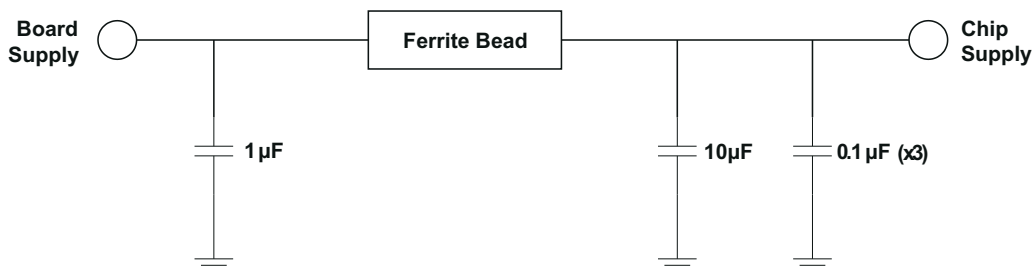 Board
Supply
Ferrite Bead
Chip
Supply
1 µF
10µF
0.1 µF (x3)